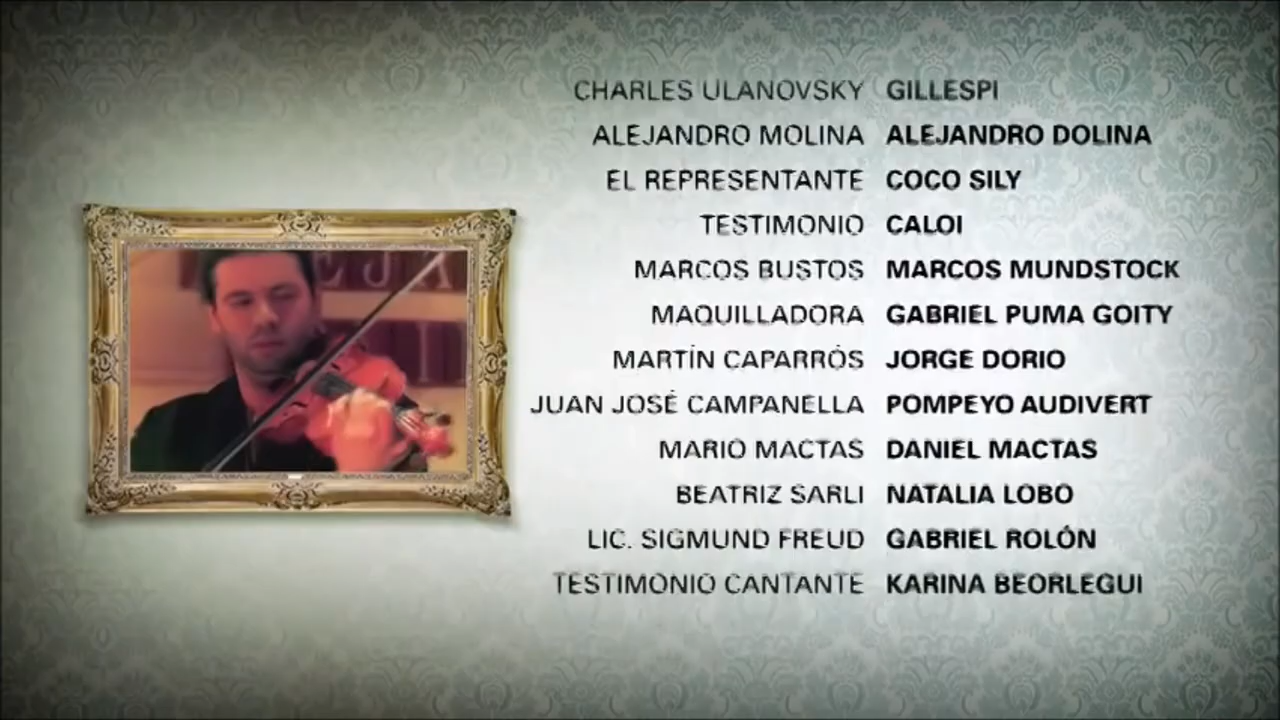 CHARLES ULANOVSKY GILLESPI
ALEJANDRO MOLINA ALEJANDRO DOLINA
EL REPRESENTANTE COCO SILY
TESTIMONIO CALOI
MARCOS BUSTOS MARCOS MUNDSTOCK
MAQUILLADORA GABRIEL PUMA GOITY
MARTÍN CAPARRÓS JORGE DORIO
JUAN JOSÉ CAMPANELLA POMPEYO AUDIVERT
MARIO MACTAS DANIEL MACTAS
BEATRIZ SARLI NATALIA LOBO
LIC. SIGMUND FREUD GABRIEL ROLÓN
TESTIMONIO CANTANTE KARINA BEORLEGUI